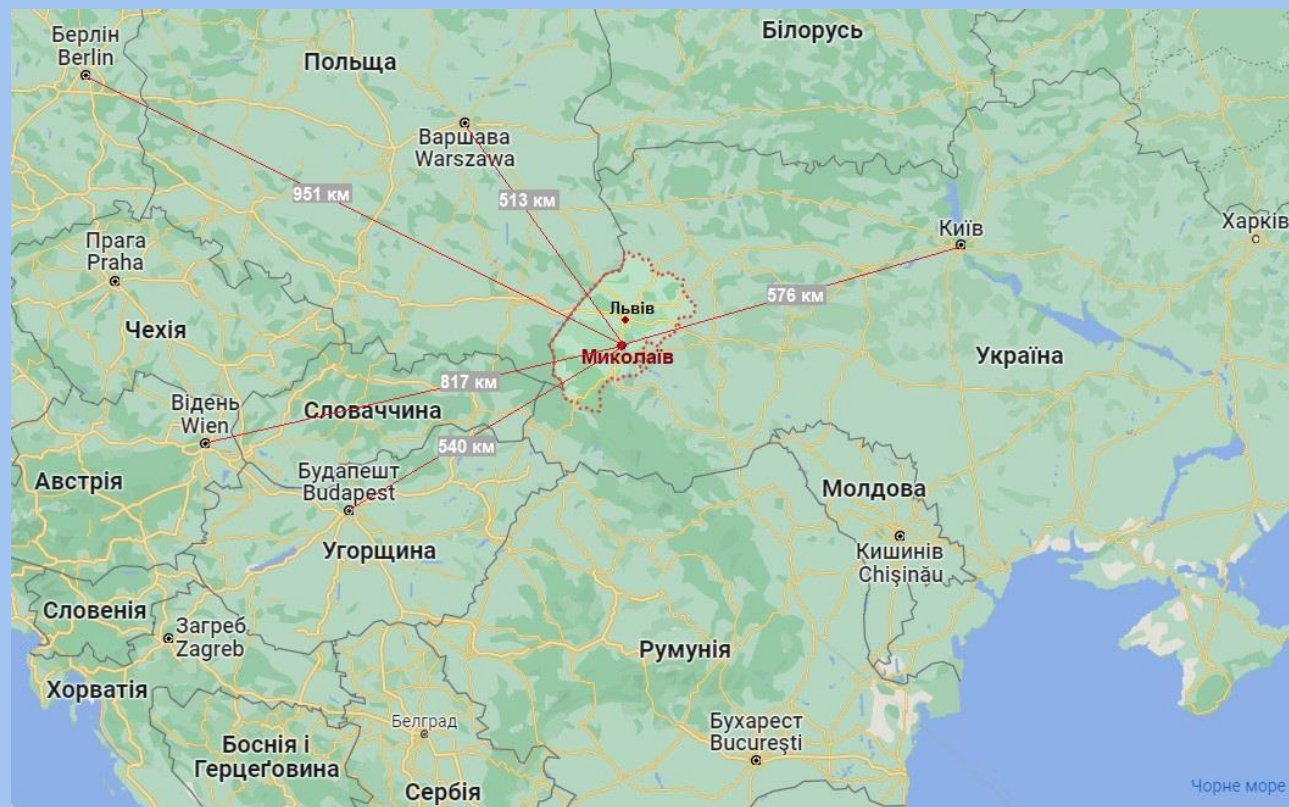 Берлін
Berlin
Польща
Білорусь
Варшава
Warszawa
951 км
513 км
Прага
Praha
Київ
Харків
576 км
Львів
Чехія
Миколаїв
Україна
817 км
Відень
Wien
Словаччина
540 км
Австрія
Будапешт
Budapest
Молдова
Угорщина
Кишинів
Chișinău
Словенія
Загреб
Zagreb
Румунія
Хорватія
Белград
Бухарест
București
Боснія і
Герцеґовина
Сербія
Чорне море